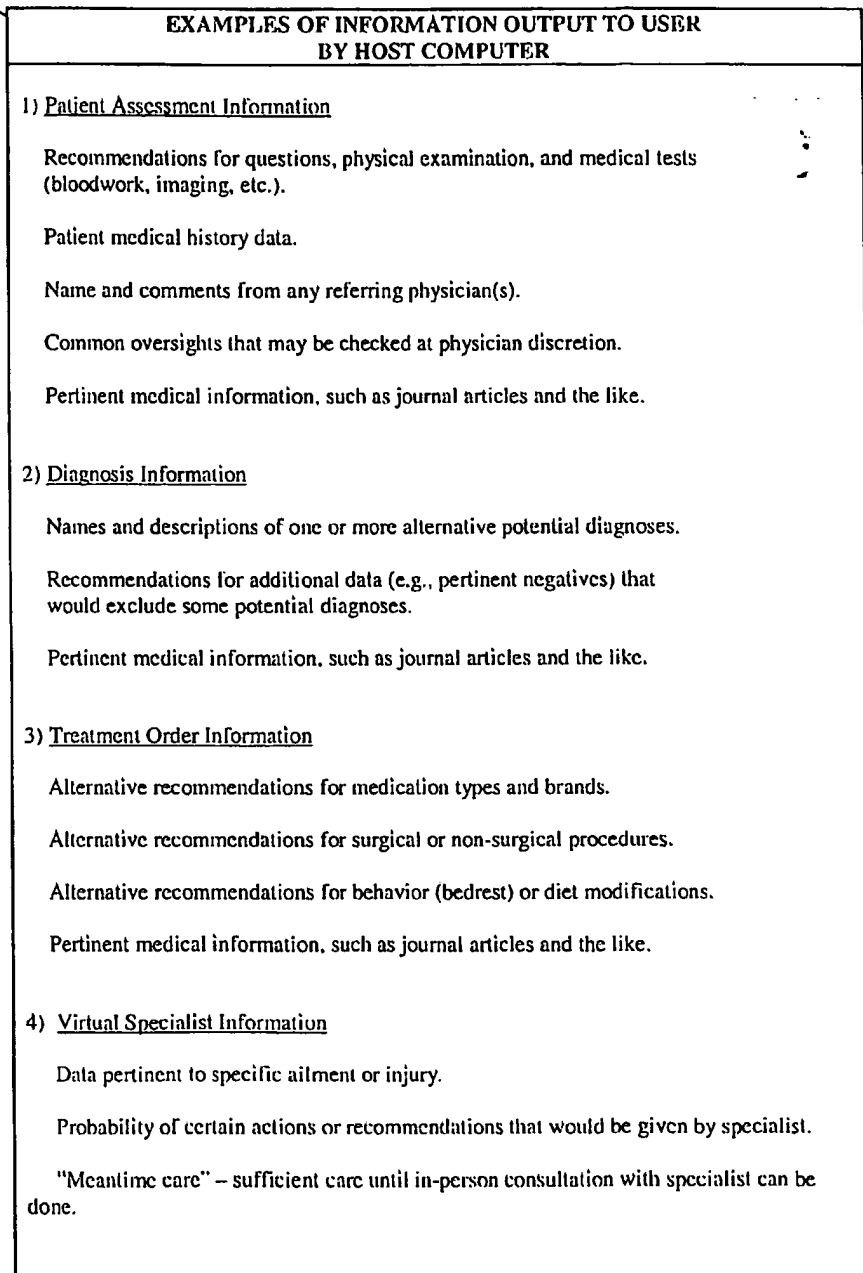 EXAMPLES OF INFORMATION OUTPUT TO USER
BY HOST COMPUTER
1) Patient Assessment Information
Recommendations for questions, physical examination, and medical tests
(bloodwork, imaging, etc.).
Patient medical history data.
Name and comments from any referring physician(s).
Common oversights that may be checked at physician discretion.
Pertinent medical information, such as journal articles and the like.
2) Diagnosis Information
Names and descriptions of one or more alternative potential diagnoses.
Recommendations for additional data (e.g., pertinent negatives) that
would exclude some potential diagnoses.
Pertinent medical information, such as journal articles and the like.
3) Treatment Order Information
Alternative recommendations for medication types and brands.
Alternative recommendations for surgical or non-surgical procedures.
Alternative recommendations for behavior (bedrest) or diet modifications.
Pertinent medical information, such as journal articles and the like.
4) Virtual Specialist Information
Data pertinent to specific ailment or injury.
Probability of certain actions or recommendations that would be given by specialist.
"Meantime care" – sufficient care until in-person consultation with specialist can be
done.